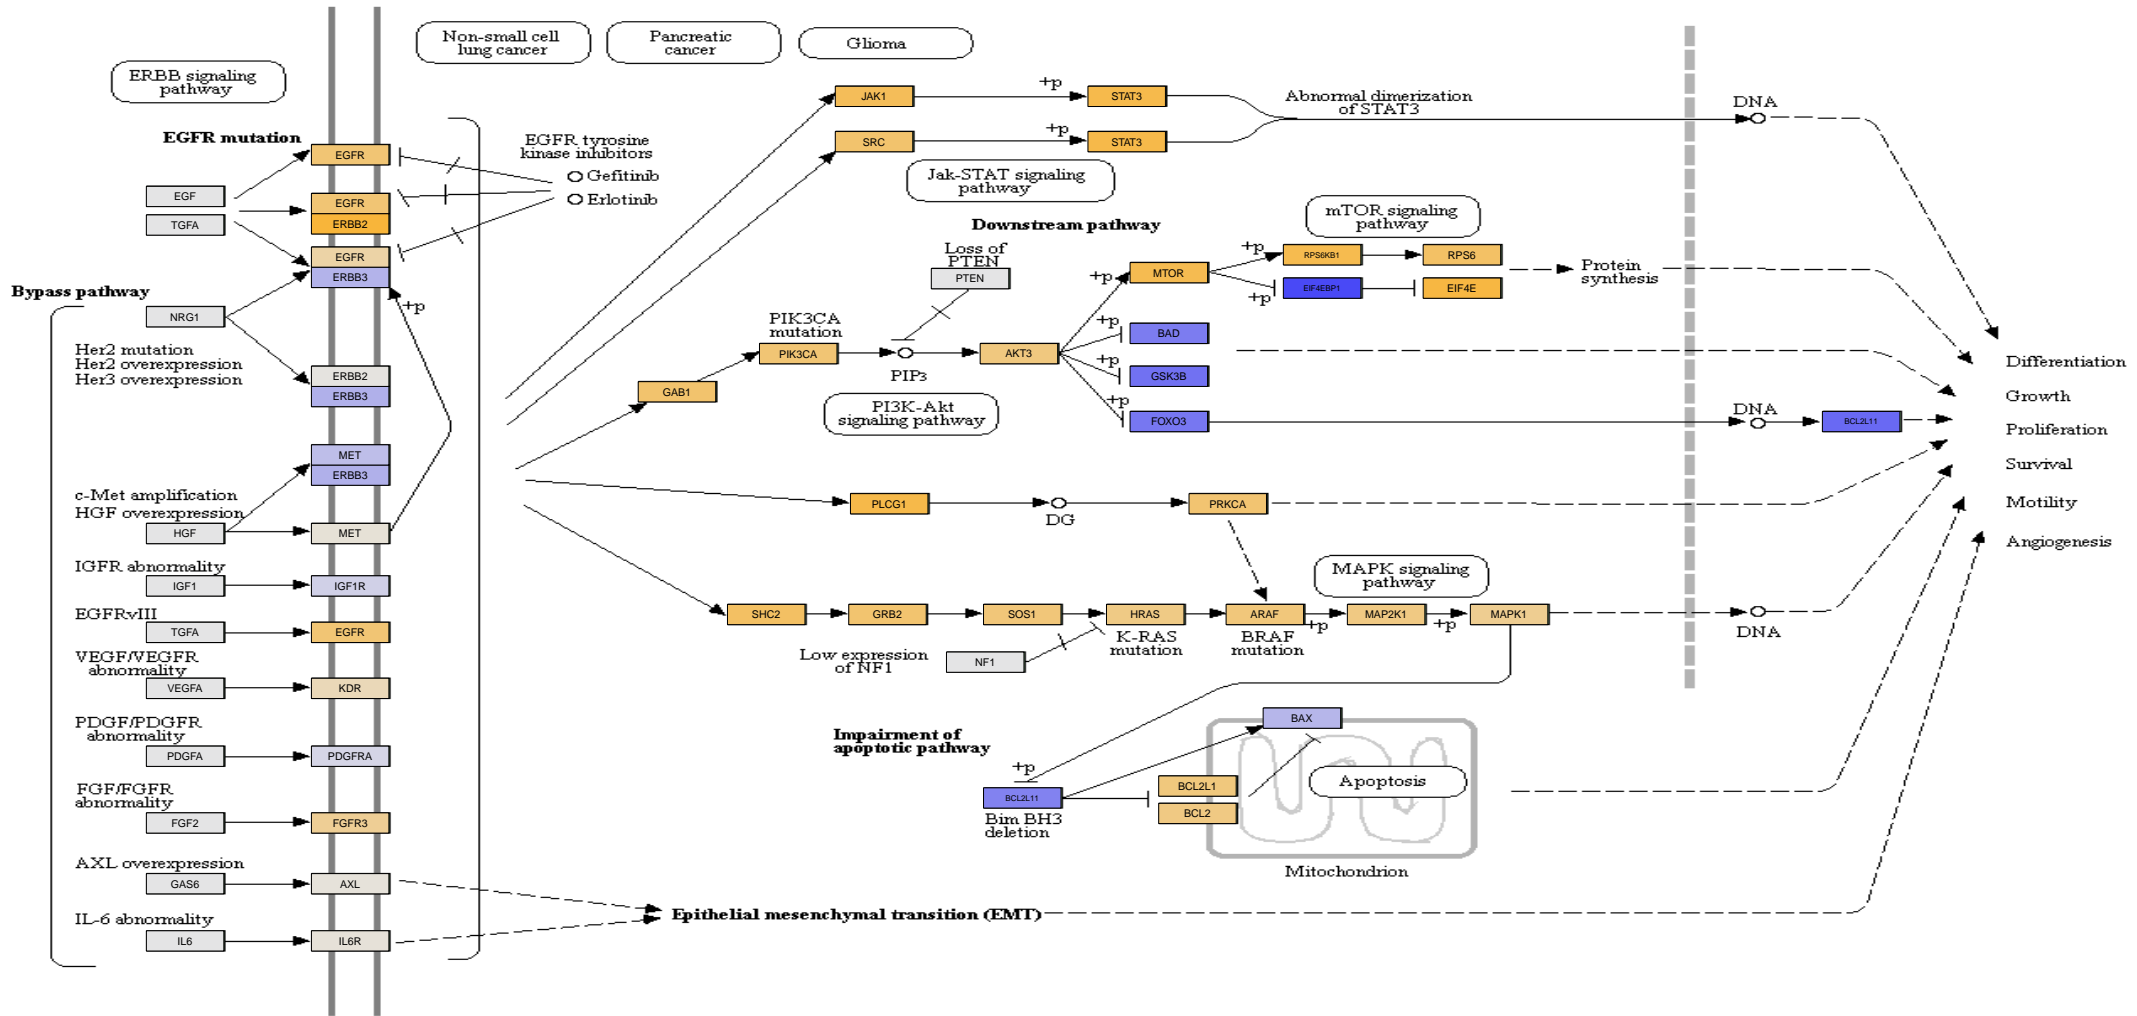 Non-small cell
lung cancer
Pancreatic
cancer
Glioma
ERBB signaling
pathway
EGFR mutation
EGFR
EGF
TGFA
EGFR
ERBB2
EGFR
ERBB3
EGFR tyrosine
kinase inhibitors
Gefitinib
Erlotinib
Bypass pathway
NRG1
+p
Her2 mutation
Her2 overexpression
Her3 overexpression
ERBB2
ERBB3
MET
ERBB3
c-Met amplification
HGF overexpression
HGF
MET
IGFR abnormality
IGF1
IGF1R
EGFRvIII
TGFA
EGFR
VEGF/VEGFR
abnormality
VEGFA
KDR
PDGF/PDGFR
abnormality
PDGFA
PDGFRA
FGF/FGFR
abnormality
FGF2
FGFR3
AXL overexpression
GAS6
AXL
IL-6 abnormality
IL6
IL6R
JAK1
+p
STAT3
SRC
+p
STAT3
Abnormal dimerization
of STAT3
DNA
Jak-STAT signaling
pathway
Downstream pathway
mTOR signaling
pathway
Loss of
PTEN
PTEN
+p
MTOR
+p
RPS6KB1
RPS6
+p
EIF4EBP1
EIF4E
Protein
synthesis
PIK3CA
mutation
PIK3CA
GAB1
PIP3
AKT3
+p
BAD
+p
GSK3B
+p
FOXO3
DNA
BCL2L11
PI3K-Akt
signaling pathway
PLCG1
DG
PRKCA
MAPK signaling
pathway
SHC2
GRB2
SOS1
HRAS
ARAF
+p
MAP2K1
+p
MAPK1
DNA
K-RAS
mutation
BRAF
mutation
Low expression
of NF1
NF1
Impairment of
apoptotic pathway
+p
BCL2L11
Bim BH3
deletion
BAX
BCL2L1
BCL2
Apoptosis
Mitochondrion
Epithelial mesenchymal transition (EMT)
Differentiation
Growth
Proliferation
Survival
Motility
Angiogenesis